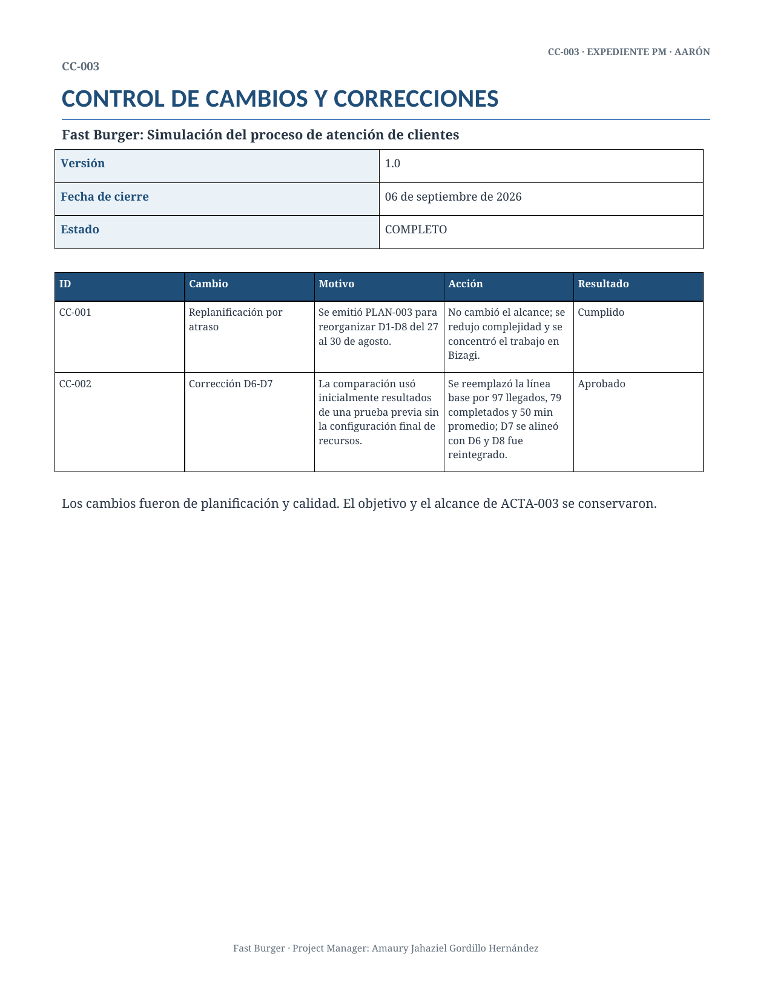 CC-003 · EXPEDIENTE PM · AARÓN
CC-003
CONTROL DE CAMBIOS Y CORRECCIONES
Fast Burger: Simulación del proceso de atención de clientes
Versión
1.0
Fecha de cierre
06 de septiembre de 2026
Estado
COMPLETO
ID
Cambio
Motivo
Acción
Resultado
CC-001
Replanificación por
atraso
Se emitió PLAN-003 para
reorganizar D1-D8 del 27
al 30 de agosto.
No cambió el alcance; se
redujo complejidad y se
concentró el trabajo en
Bizagi.
Cumplido
CC-002
Corrección D6-D7
La comparación usó
inicialmente resultados
de una prueba previa sin
la configuración final de
recursos.
Se reemplazó la línea
base por 97 llegados, 79
completados y 50 min
promedio; D7 se alineó
con D6 y D8 fue
reintegrado.
Aprobado
Los cambios fueron de planificación y calidad. El objetivo y el alcance de ACTA-003 se conservaron.
Fast Burger · Project Manager: Amaury Jahaziel Gordillo Hernández